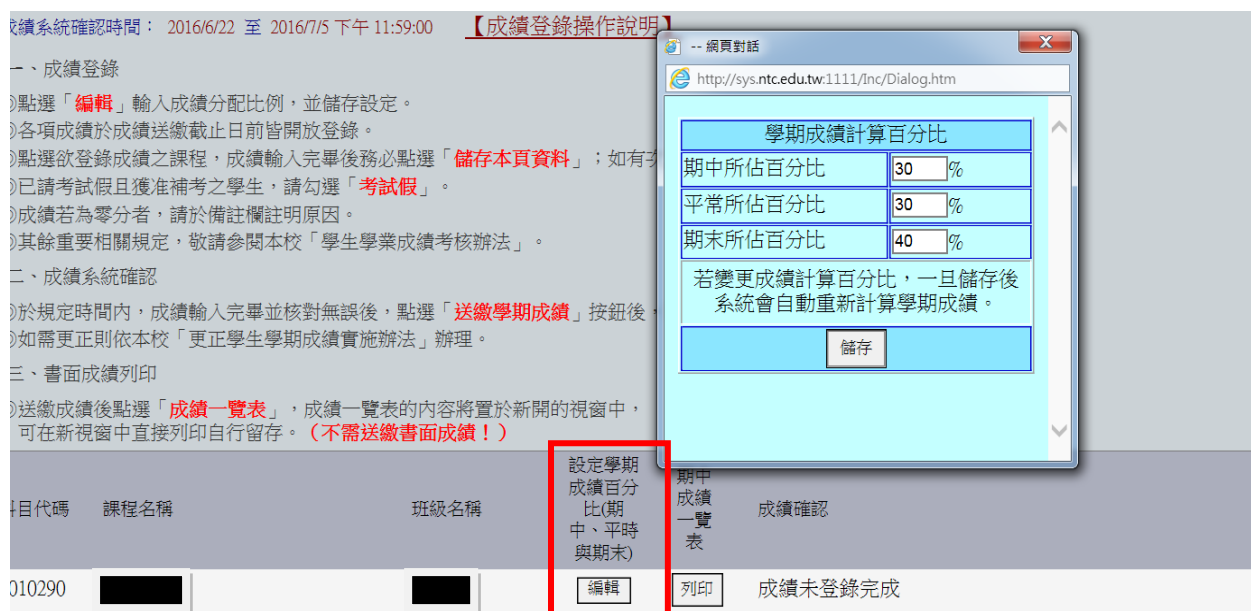 成績系統確認時間： 2016/6/22 至 2016/7/5 下午 11:59:00 【成績登錄操作說明】
一、成績登錄
點選「編輯」輸入成績分配比例，並儲存設定。
各項成績於成績送繳截止日前皆開放登錄。
點選欲登錄成績之課程，成績輸入完畢後務必點選「儲存本頁資料」；如有
已請考試假且獲准補考之學生，請勾選「考試假」。
成績若為零分者，請於備註欄註明原因。
其餘重要相關規定，敬請參閱本校「學生學業成績考核辦法」。
二、成績系統確認
於規定時間內，成績輸入完畢並核對無誤後，點選「送繳學期成績」按鈕後，
如需更正則依本校「更正學生學期成績實施辦法」辦理。
三、書面成績列印
送繳成績後點選「成績一覽表」，成績一覽表的內容將置於新開的視窗中，
可在新視窗中直接列印自行留存。（不需送繳書面成績！）
-- 網頁對話
http://sys.ntc.edu.tw:1111/Inc/Dialog.htm
學期成績計算百分比
期中所佔百分比 30 %
平常所佔百分比 30 %
期末所佔百分比 40 %
若變更成績計算百分比，一旦儲存後
系統會自動重新計算學期成績。
儲存
科目代碼 課程名稱 班級名稱
設定學期
成績百分
比(期
中、平時
與期末)
期中
成績
一覽
表
成績確認
010290 編輯 列印 成績未登錄完成